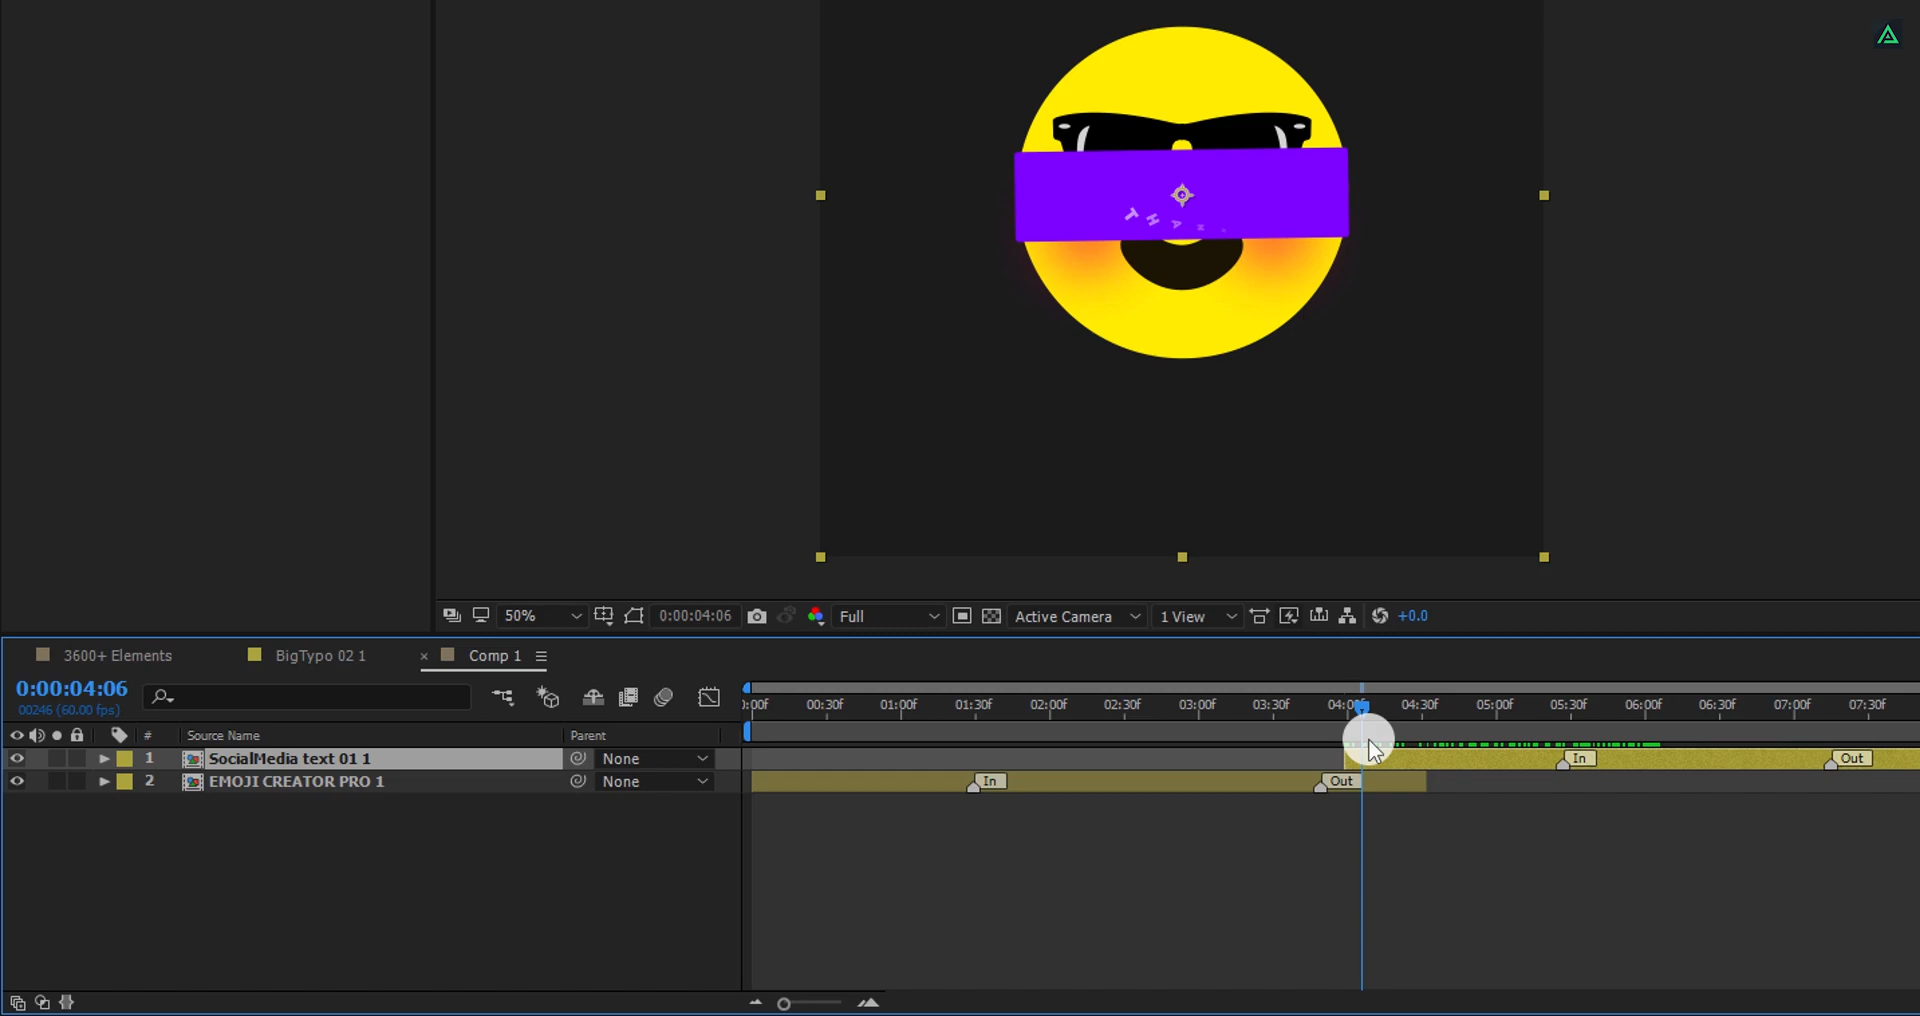 T H A
50%
0:00:04:06
Full
Active Camera
1 View
+0.0
3600+ Elements
BigTypo 02 1
× Comp 1
0:00:04:06
00246 (60.00 fps)
:00f 00:30f 01:00f 01:30f 02:00f 02:30f 03:00f 03:30f 04:00f 04:30f 05:00f 05:30f 06:00f 06:30f 07:00f 07:30f
# Source Name Parent
1 SocialMedia text 01 1 None In Out
2 EMOJI CREATOR PRO 1 None In Out